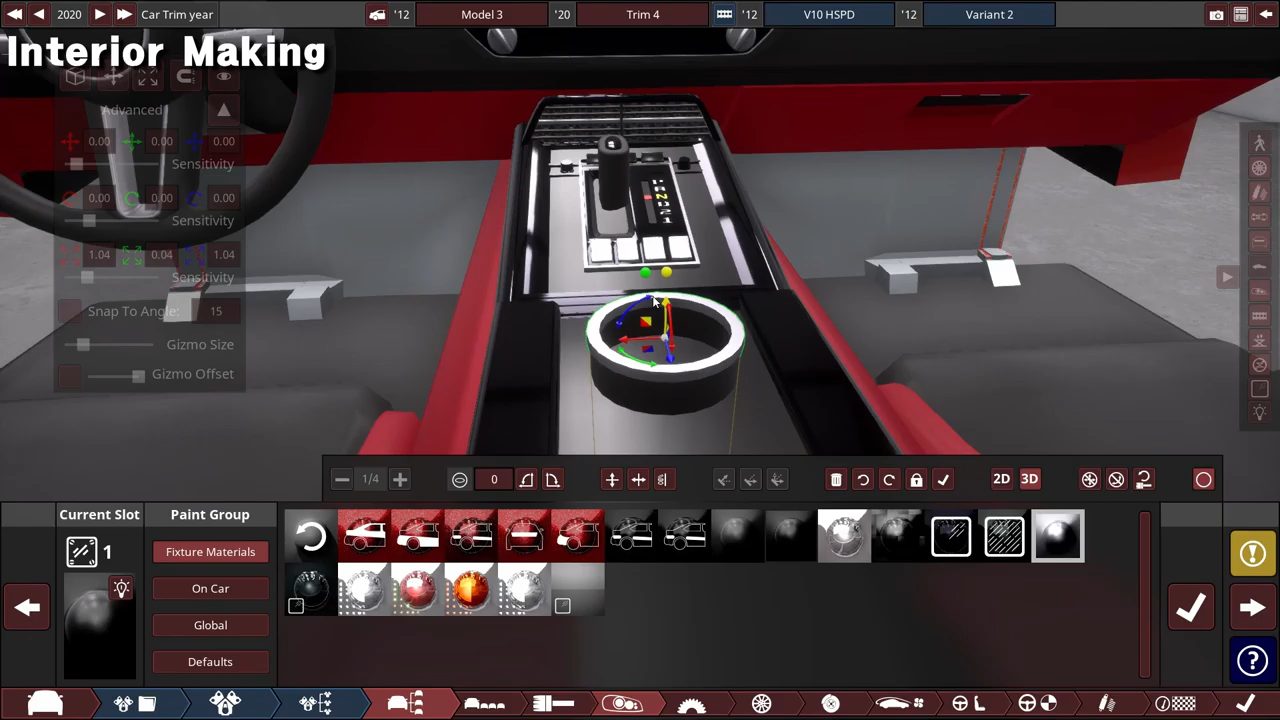 2020 Car Trim year '12 Model 3 '20 Trim 4 '12 V10 HSPD '12 Variant 2
Interior Making
Advanced
0.00 0.00 0.00
Sensitivity
0.00 0.00 0.00
Sensitivity
1.04 0.04 1.04
Sensitivity
Snap To Angle: 15
Gizmo Size
Gizmo Offset
1/4 0 2D 3D
Current Slot Paint Group
1 Fixture Materials
On Car
Global
Defaults